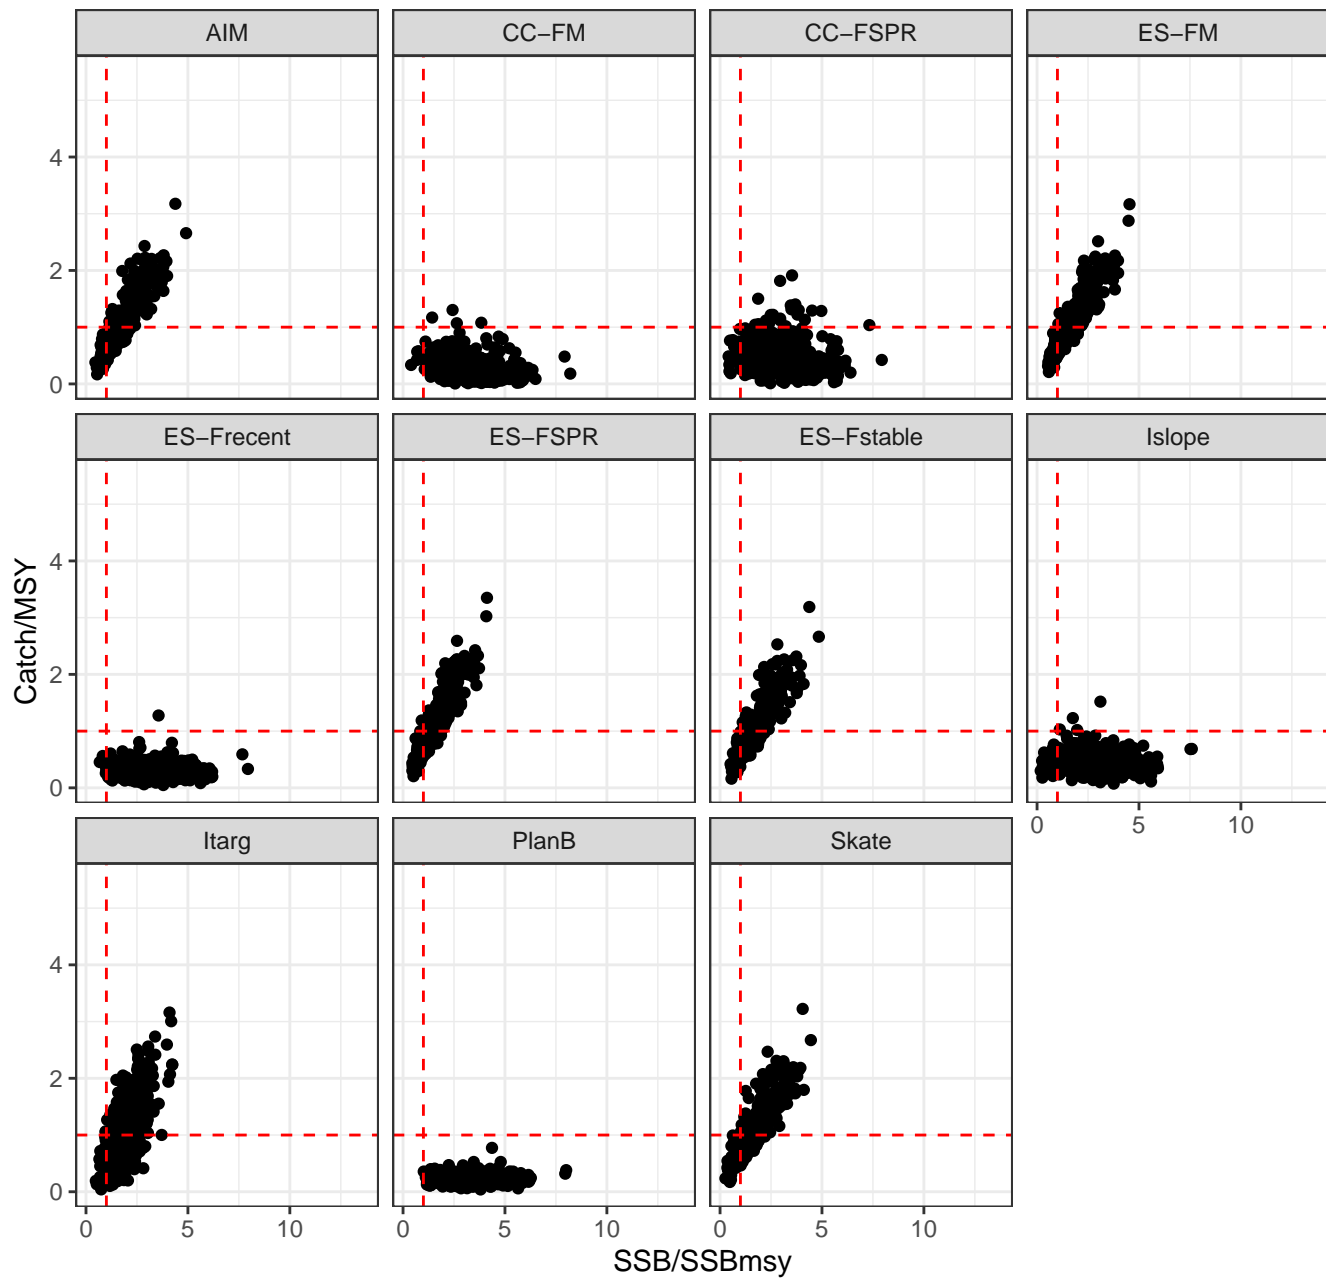 AIM CC−FM CC−FSPR ES−FM
4
2
0
ES−Frecent ES−FSPR ES−Fstable Islope
4
2
0
0 5 10
Itarg PlanB Skate
4
2
0
0 5 10 0 5 10 0 5 10
Catch/MSY
SSB/SSBmsy